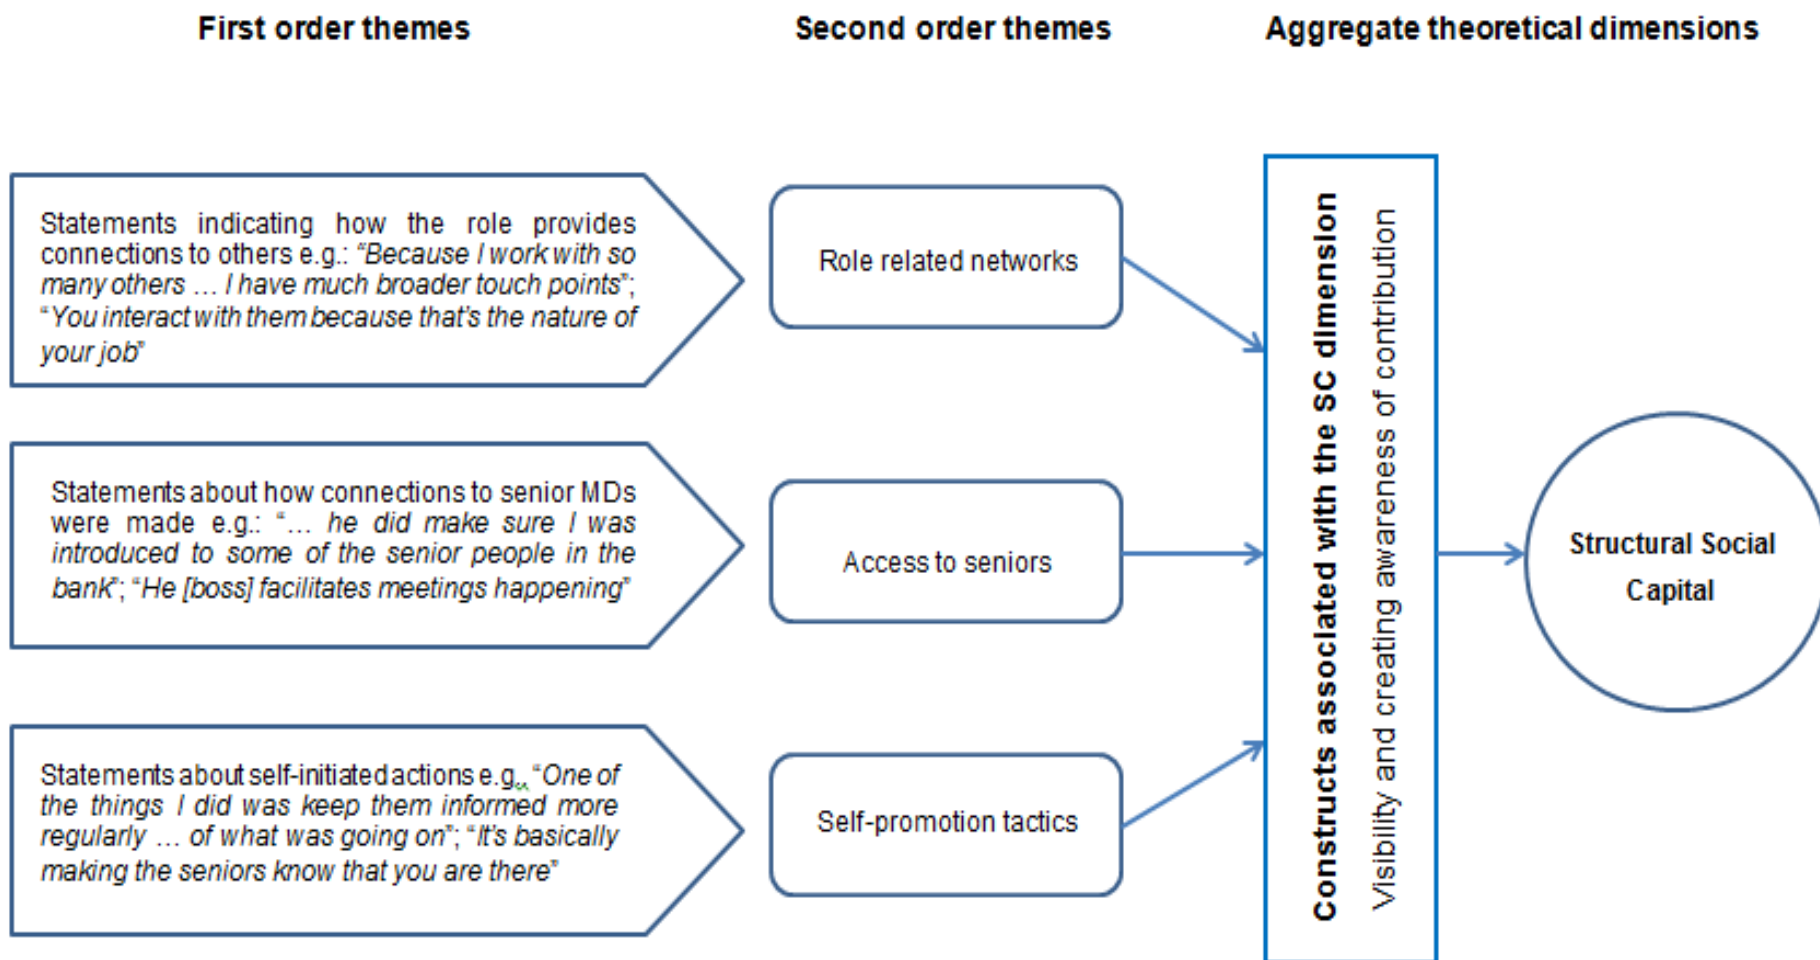 First order themes
Second order themes
Aggregate theoretical dimensions
Statements indicating how the role provides
connections to others e.g.: “Because I work with so
many others … I have much broader touch points”;
“You interact with them because that’s the nature of
your job”
Role related networks
Statements about how connections to senior MDs
were made e.g.: “… he did make sure I was
introduced to some of the senior people in the
bank”; “He [boss] facilitates meetings happening”
Access to seniors
Statements about self-initiated actions e.g., “One of
the things I did was keep them informed more
regularly … of what was going on”; “It’s basically
making the seniors know that you are there”
Self-promotion tactics
Constructs associated with the SC dimension
Visibility and creating awareness of contribution
Structural Social
Capital